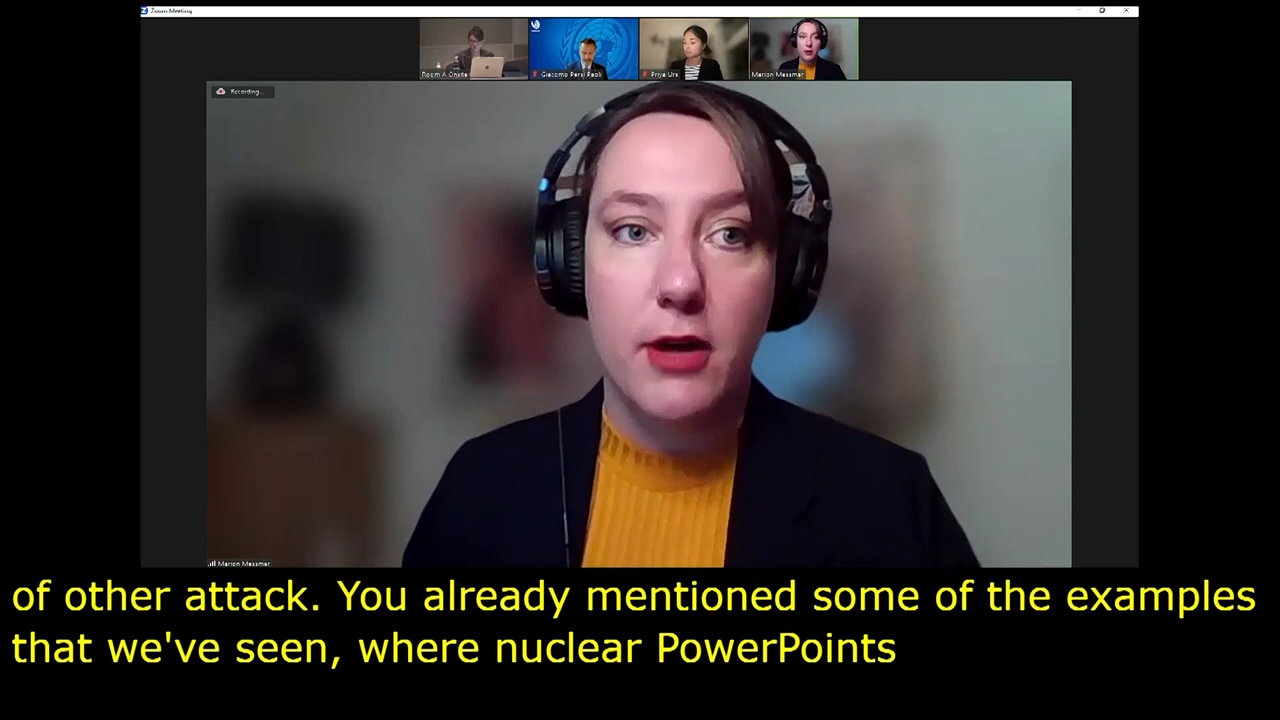 Zoom Meeting
Room A Onsite
Giacomo Persi Paoli
Priya Urs
Marion Messmer
Recording...
Marion Messmer
of other attack. You already mentioned some of the examples
that we've seen, where nuclear PowerPoints